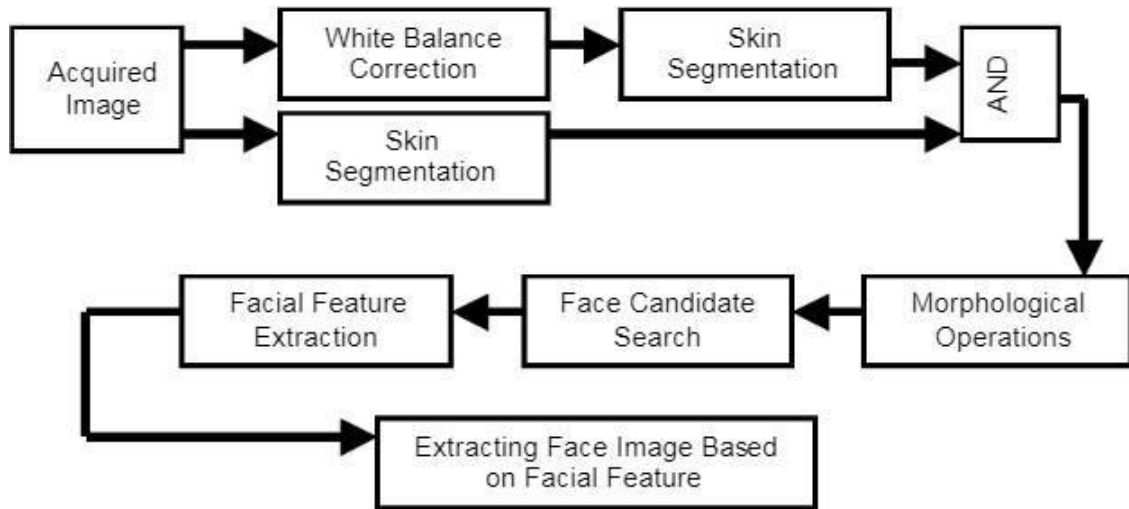 Acquired
Image
White Balance
Correction
Skin
Segmentation
AND
Skin
Segmentation
Facial Feature
Extraction
Face Candidate
Search
Morphological
Operations
Extracting Face Image Based
on Facial Feature